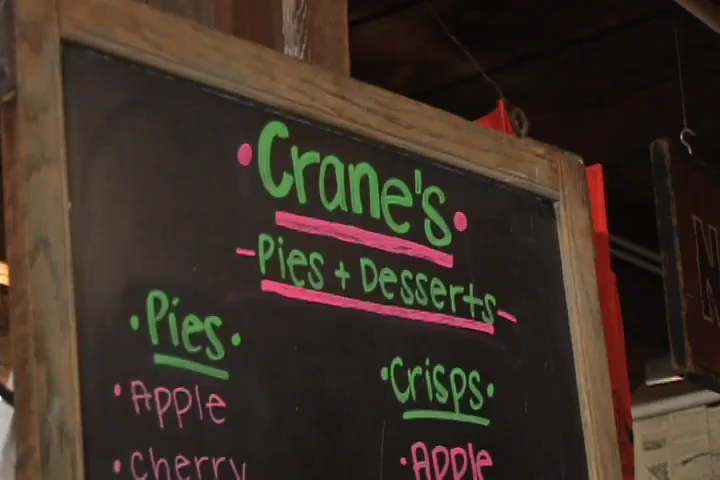 •Crane's•
-Pies + Desserts-
•Pies•
•Apple
•Cherry
•Crisps•
•Apple